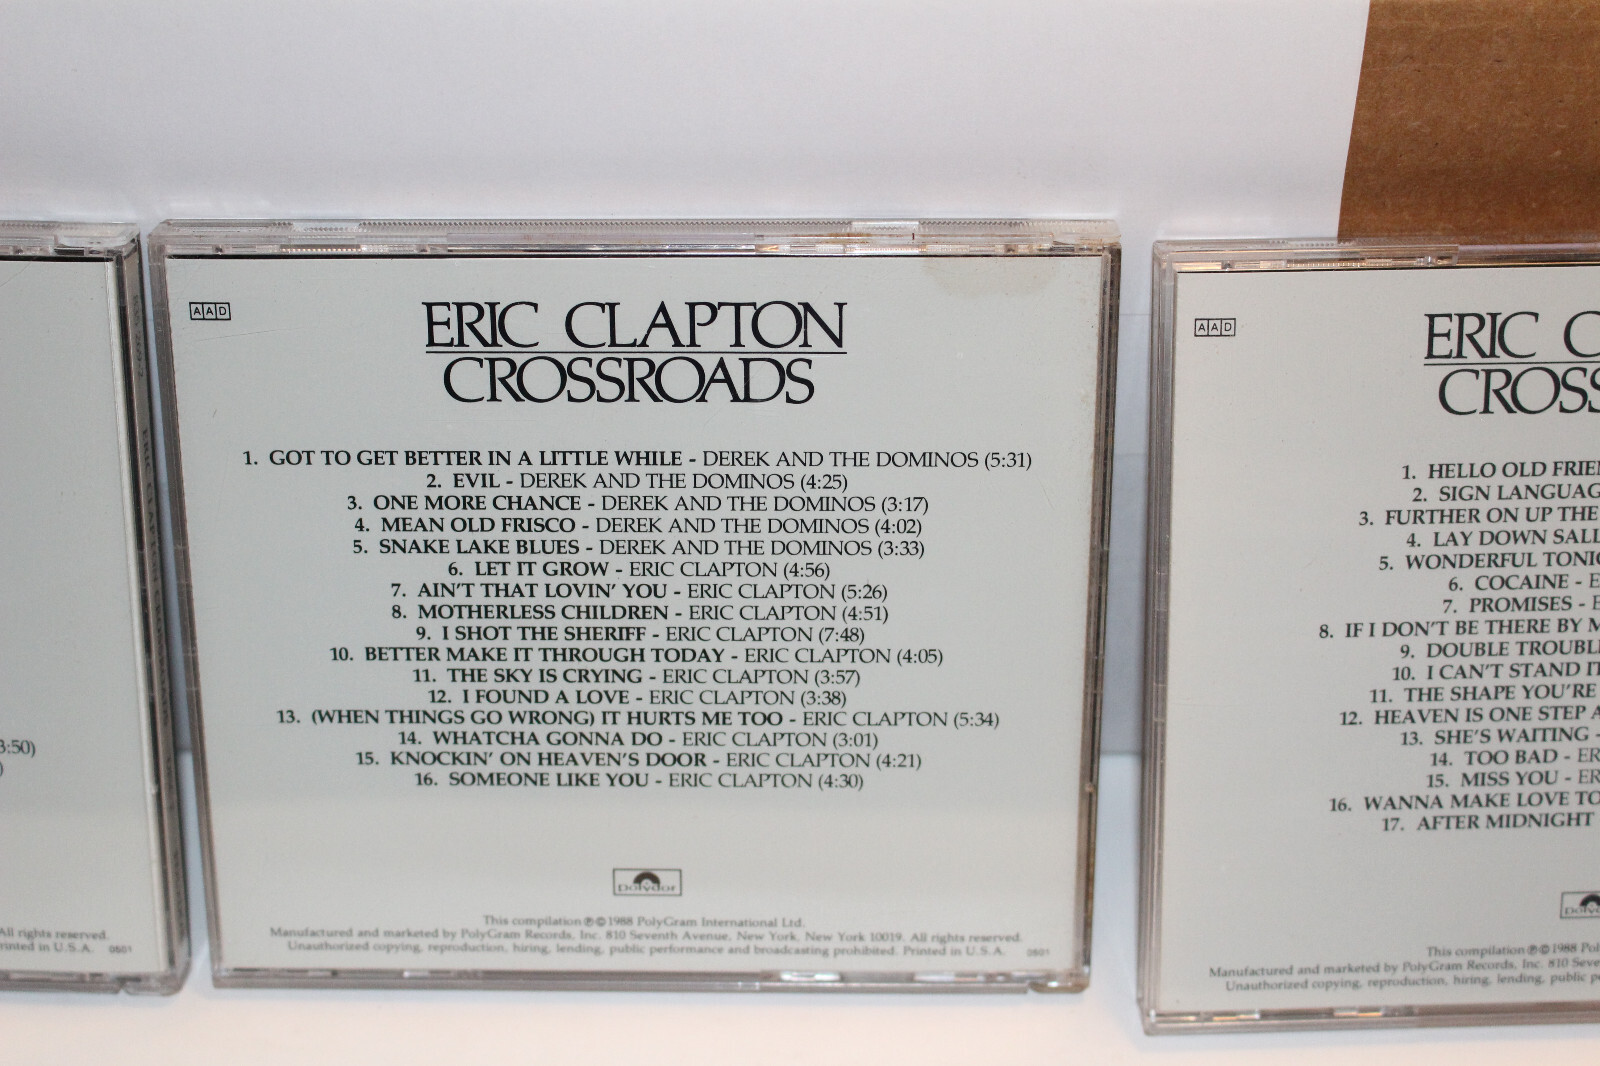 3:50)
)
All rights reserved.
rinted in U.S.A. 0501
AAD
ERIC CLAPTON
CROSSROADS
1. GOT TO GET BETTER IN A LITTLE WHILE - DEREK AND THE DOMINOS (5:31)
2. EVIL - DEREK AND THE DOMINOS (4:25)
3. ONE MORE CHANCE - DEREK AND THE DOMINOS (3:17)
4. MEAN OLD FRISCO - DEREK AND THE DOMINOS (4:02)
5. SNAKE LAKE BLUES - DEREK AND THE DOMINOS (3:33)
6. LET IT GROW - ERIC CLAPTON (4:56)
7. AIN'T THAT LOVIN' YOU - ERIC CLAPTON (5:26)
8. MOTHERLESS CHILDREN - ERIC CLAPTON (4:51)
9. I SHOT THE SHERIFF - ERIC CLAPTON (7:48)
10. BETTER MAKE IT THROUGH TODAY - ERIC CLAPTON (4:05)
11. THE SKY IS CRYING - ERIC CLAPTON (3:57)
12. I FOUND A LOVE - ERIC CLAPTON (3:38)
13. (WHEN THINGS GO WRONG) IT HURTS ME TOO - ERIC CLAPTON (5:34)
14. WHATCHA GONNA DO - ERIC CLAPTON (3:01)
15. KNOCKIN' ON HEAVEN'S DOOR - ERIC CLAPTON (4:21)
16. SOMEONE LIKE YOU - ERIC CLAPTON (4:30)
Polydor
This compilation ℗©1988 PolyGram International Ltd.
Manufactured and marketed by PolyGram Records, Inc. 810 Seventh Avenue, New York, New York 10019. All rights reserved.
Unauthorized copying, reproduction, hiring, lending, public performance and broadcasting prohibited. Printed in U.S.A. 0501
AAD
ERIC C
CROSS
1. HELLO OLD FRIEN
2. SIGN LANGUAG
3. FURTHER ON UP THE
4. LAY DOWN SALL
5. WONDERFUL TONI
6. COCAINE - E
7. PROMISES - E
8. IF I DON'T BE THERE BY M
9. DOUBLE TROUBL
10. I CAN'T STAND IT
11. THE SHAPE YOU'RE
12. HEAVEN IS ONE STEP A
13. SHE'S WAITING -
14. TOO BAD - ER
15. MISS YOU - ER
16. WANNA MAKE LOVE TO
17. AFTER MIDNIGHT
Polyd
This compilation ℗©1988 Pol
Manufactured and marketed by PolyGram Records, Inc. 810 Seve
Unauthorized copying, reproduction, hiring, lending, public p